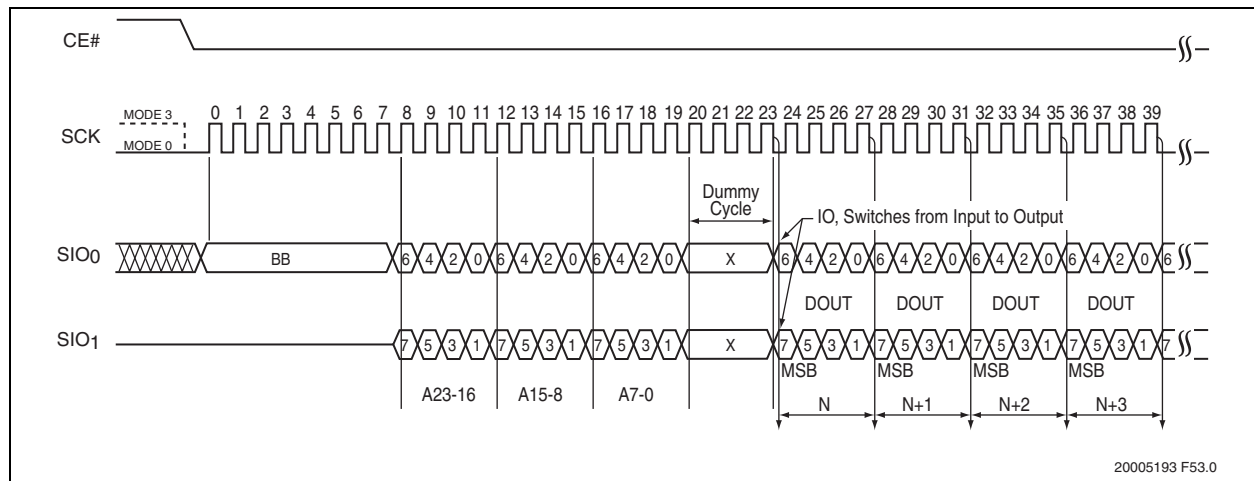 CE#
MODE 3
0 1 2 3 4 5 6 7 8 9 10 11 12 13 14 15 16 17 18 19 20 21 22 23 24 25 26 27 28 29 30 31 32 33 34 35 36 37 38 39
SCK
MODE 0
Dummy
Cycle
IO, Switches from Input to Output
SIO0 BB 6 4 2 0 6 4 2 0 6 4 2 0 X 6 4 2 0 6 4 2 0 6 4 2 0 6 4 2 0 6
DOUT DOUT DOUT DOUT
SIO1 7 5 3 1 7 5 3 1 7 5 3 1 X 7 5 3 1 7 5 3 1 7 5 3 1 7 5 3 1 7
MSB MSB MSB MSB
A23-16 A15-8 A7-0
N N+1 N+2 N+3
20005193 F53.0